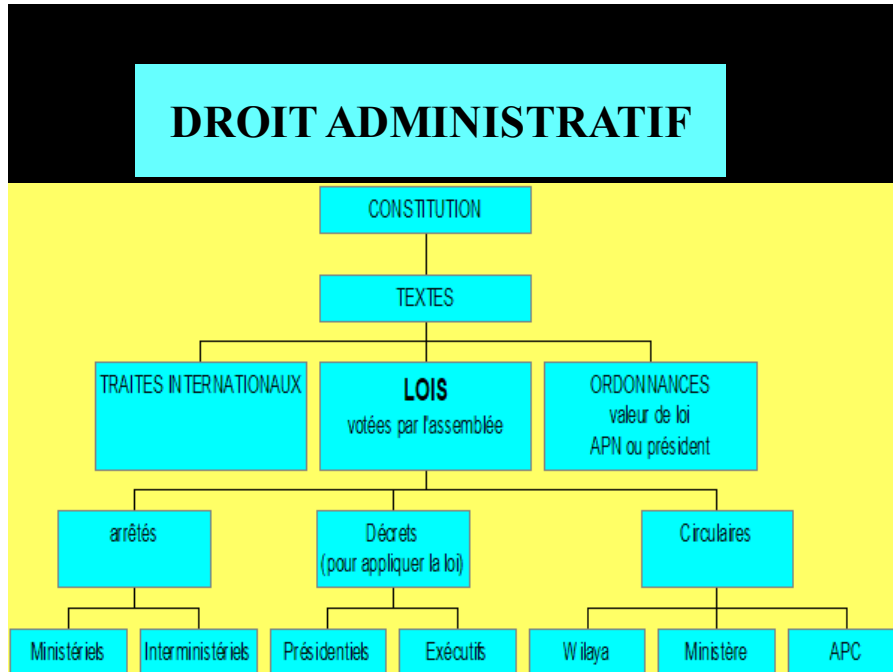 DROIT ADMINISTRATIF
CONSTITUTION
TEXTES
TRAITES INTERNATIONAUX
LOIS
votées par l'assemblée
ORDONNANCES
valeur de loi
APN ou président
arrêtés
Décrets
(pour appliquer la loi)
Circulaires
Ministériels
Interministériels
Présidentiels
Exécutifs
Wilaya
Ministère
APC